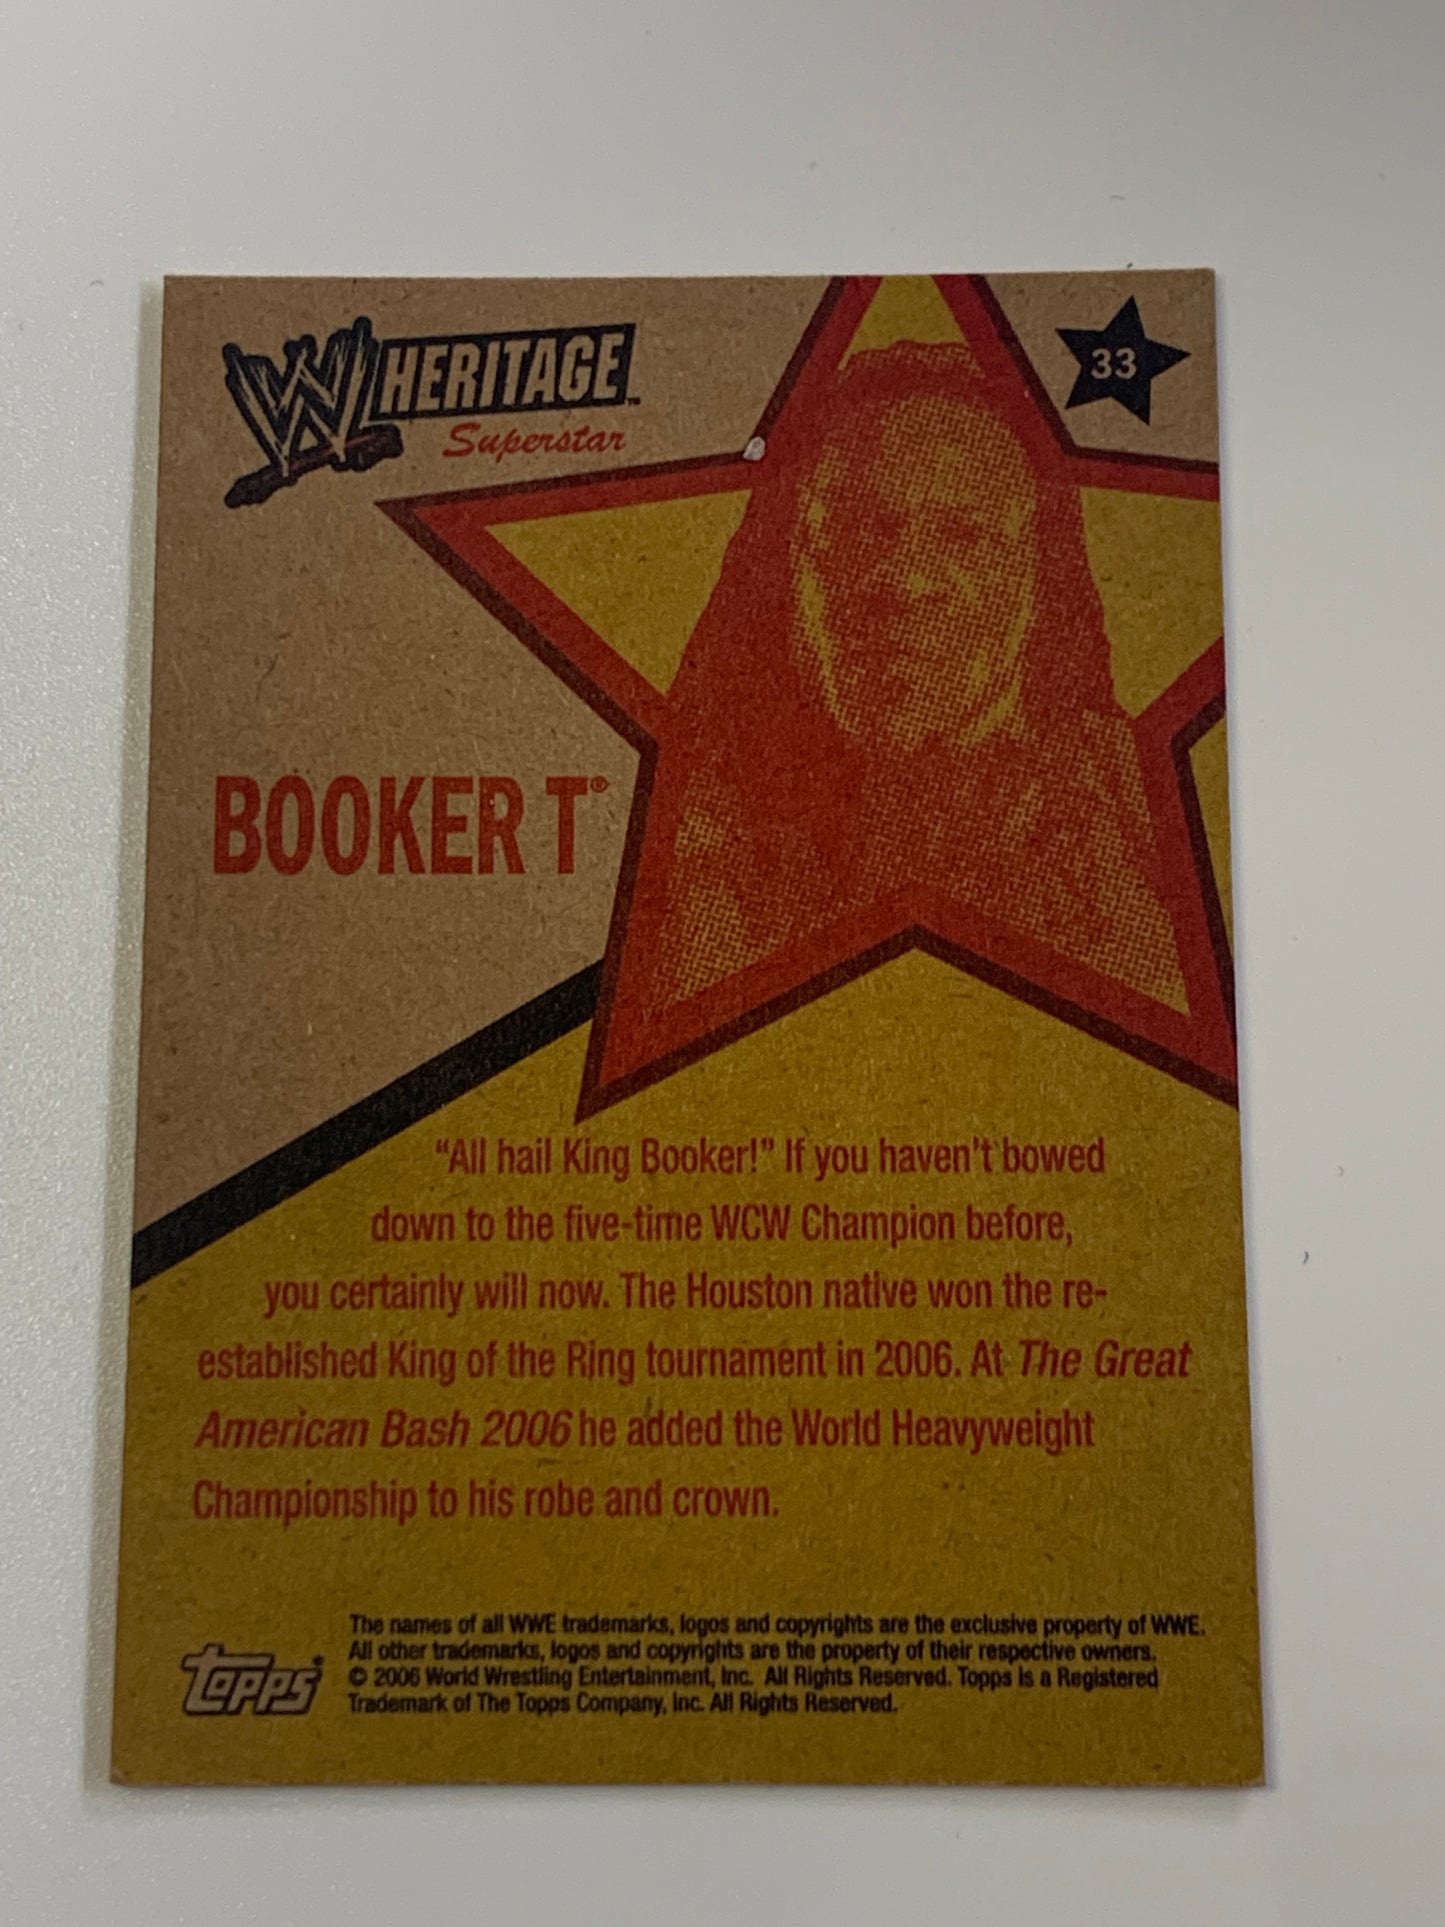 W HERITAGE™
Superstar
33
BOOKER T®
“All hail King Booker!” If you haven't bowed
down to the five-time WCW Champion before,
you certainly will now. The Houston native won the re-
established King of the Ring tournament in 2006. At The Great
American Bash 2006 he added the World Heavyweight
Championship to his robe and crown.
Topps®
The names of all WWE trademarks, logos and copyrights are the exclusive property of WWE.
All other trademarks, logos and copyrights are the property of their respective owners.
© 2006 World Wrestling Entertainment, Inc. All Rights Reserved. Topps is a Registered
Trademark of The Topps Company, Inc. All Rights Reserved.